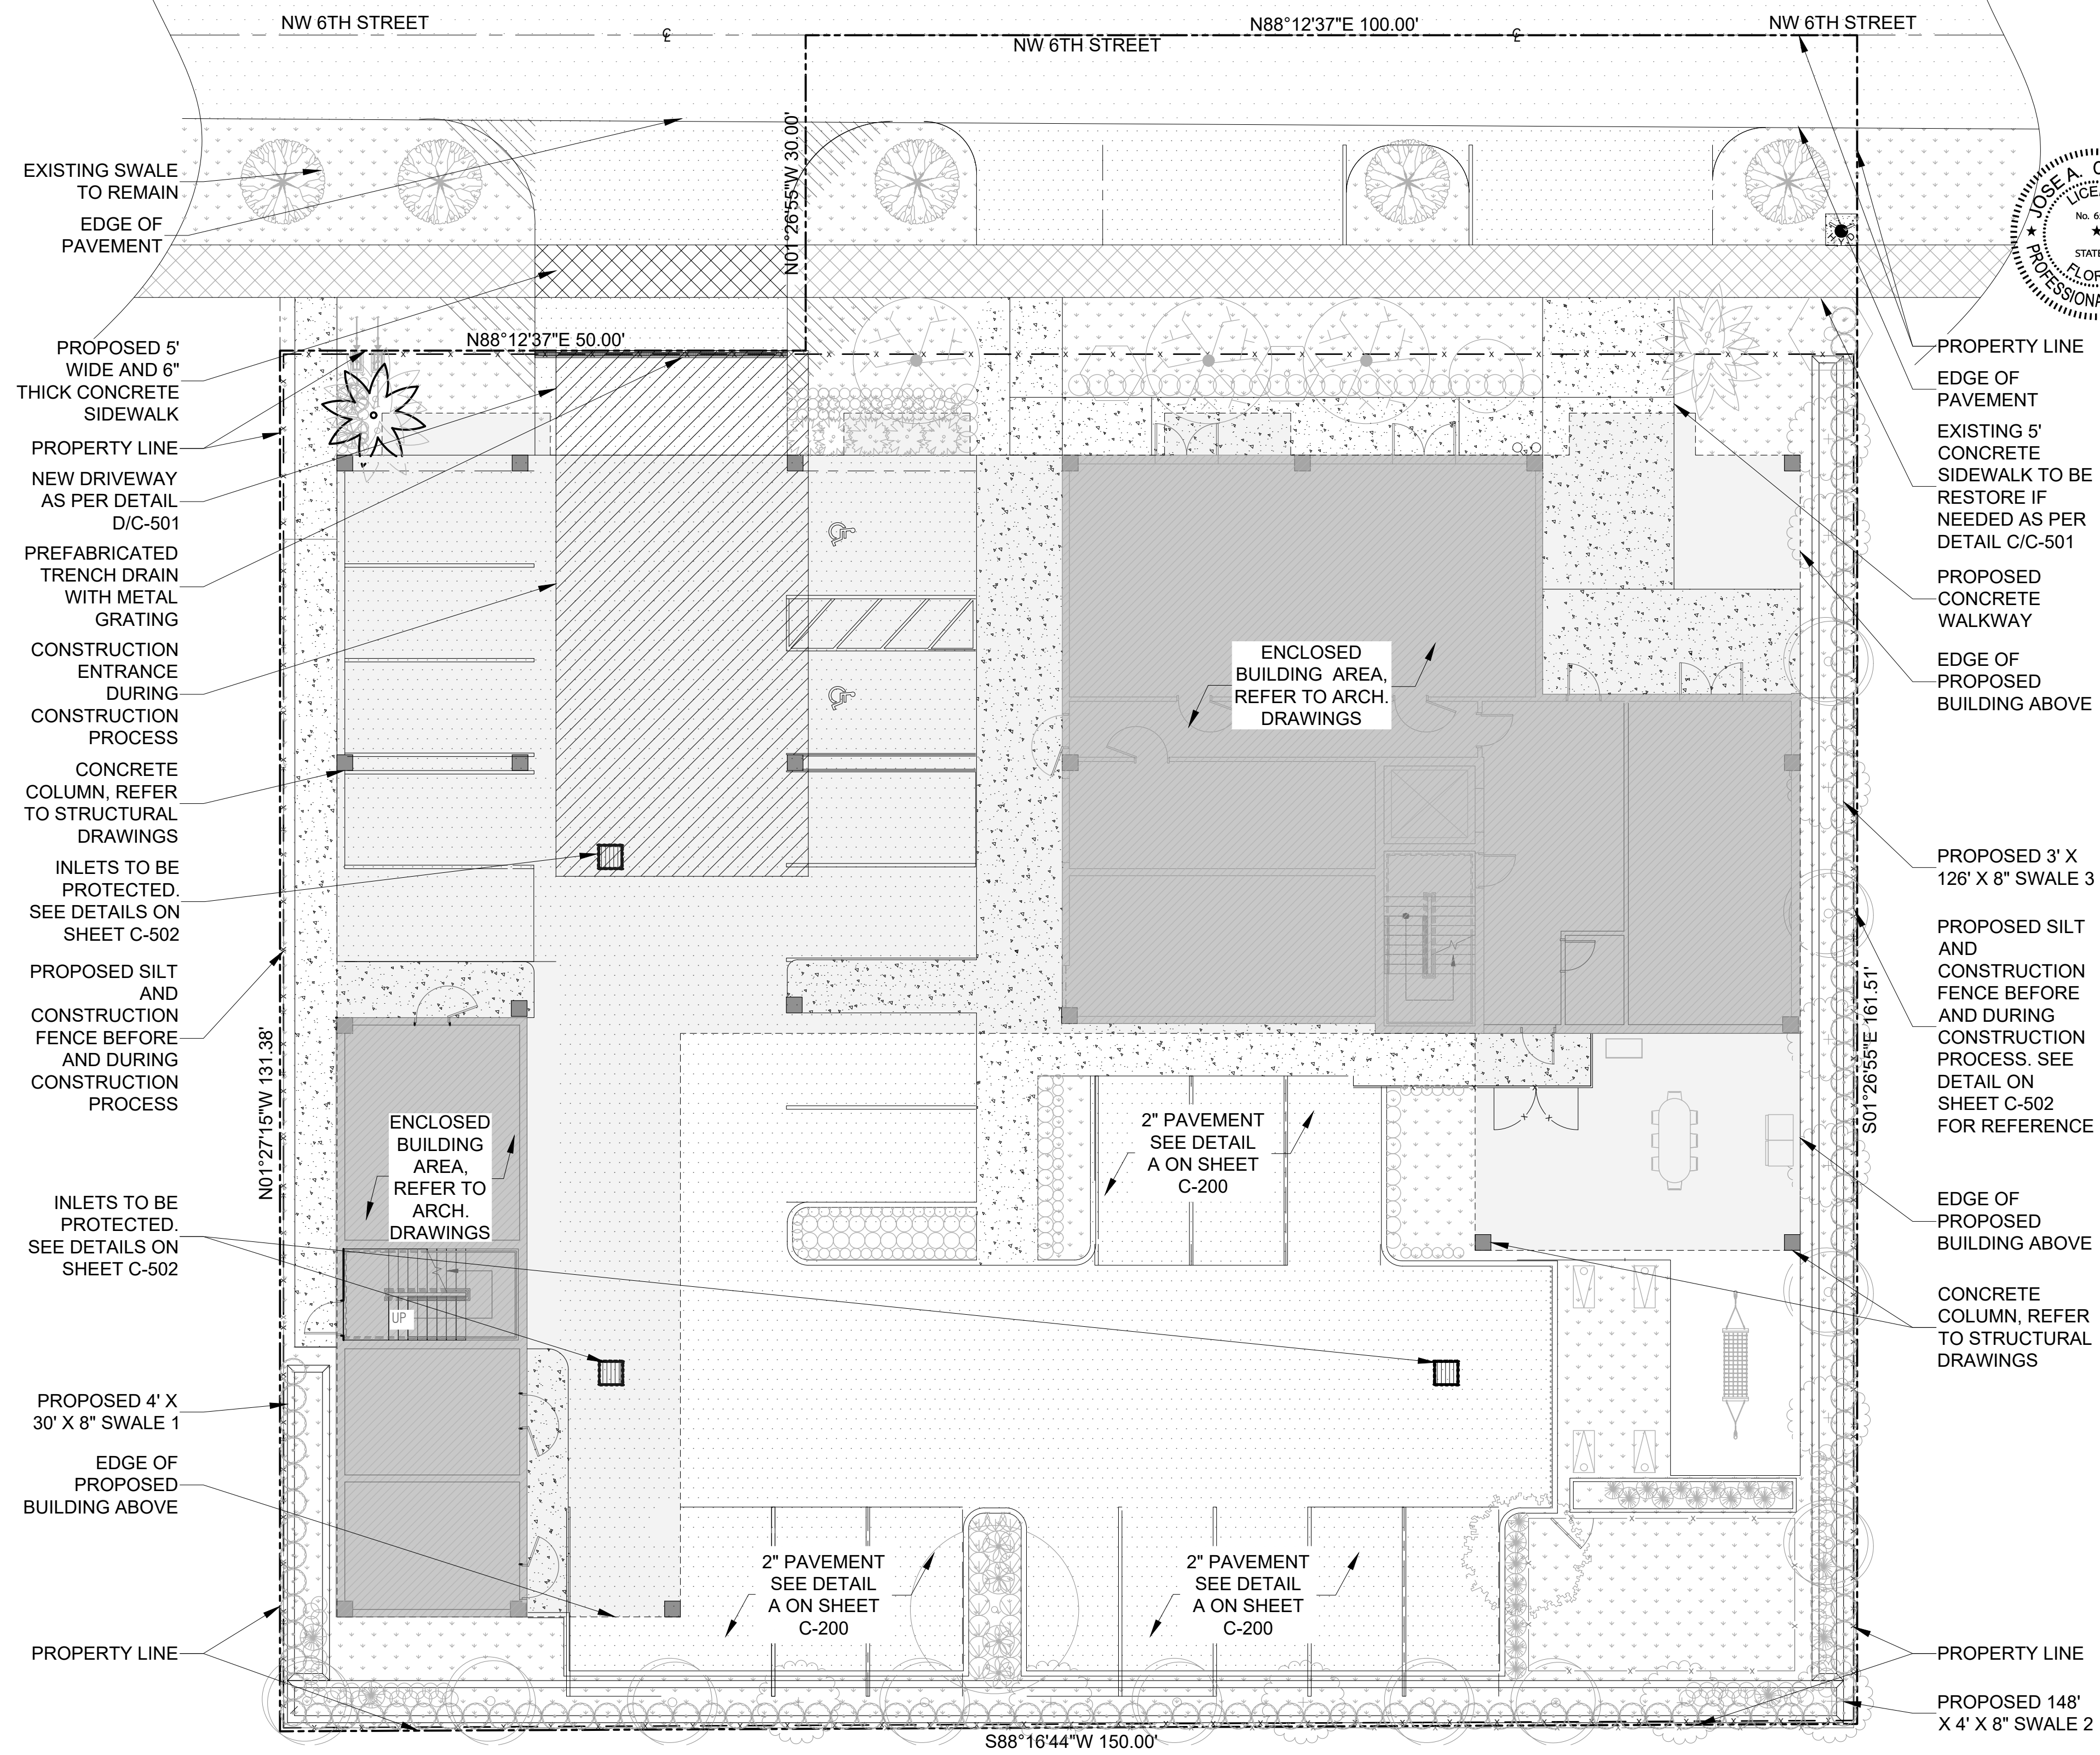 NW 6TH STREET
N88°12'37"E 100.00'
NW 6TH STREET
NW 6TH STREET
N01°26'55"W 30.00'
EXISTING SWALE
TO REMAIN
EDGE OF
PAVEMENT
PROPOSED 5'
WIDE AND 6"
THICK CONCRETE
SIDEWALK
PROPERTY LINE
NEW DRIVEWAY
AS PER DETAIL
D/C-501
PREFABRICATED
TRENCH DRAIN
WITH METAL
GRATING
CONSTRUCTION
ENTRANCE
DURING
CONSTRUCTION
PROCESS
CONCRETE
COLUMN, REFER
TO STRUCTURAL
DRAWINGS
INLETS TO BE
PROTECTED.
SEE DETAILS ON
SHEET C-502
PROPOSED SILT
AND
CONSTRUCTION
FENCE BEFORE
AND DURING
CONSTRUCTION
PROCESS
N01°27'15"W 131.38'
INLETS TO BE
PROTECTED.
SEE DETAILS ON
SHEET C-502
PROPOSED 4' X
30' X 8" SWALE 1
EDGE OF
PROPOSED
BUILDING ABOVE
PROPERTY LINE
N88°12'37"E 50.00'
ENCLOSED
BUILDING AREA,
REFER TO ARCH.
DRAWINGS
ENCLOSED
BUILDING
AREA,
REFER TO
ARCH.
DRAWINGS
UP
2" PAVEMENT
SEE DETAIL
A ON SHEET
C-200
2" PAVEMENT
SEE DETAIL
A ON SHEET
C-200
2" PAVEMENT
SEE DETAIL
A ON SHEET
C-200
S88°16'44"W 150.00'
JOSE A.
No. 6
STATE
PROFESSIONA
PROPERTY LINE
EDGE OF
PAVEMENT
EXISTING 5'
CONCRETE
SIDEWALK TO BE
RESTORE IF
NEEDED AS PER
DETAIL C/C-501
PROPOSED
CONCRETE
WALKWAY
EDGE OF
PROPOSED
BUILDING ABOVE
PROPOSED 3' X
126' X 8" SWALE 3
PROPOSED SILT
AND
CONSTRUCTION
FENCE BEFORE
AND DURING
CONSTRUCTION
PROCESS. SEE
DETAIL ON
SHEET C-502
FOR REFERENCE
S01°26'55"E 161.51'
EDGE OF
PROPOSED
BUILDING ABOVE
CONCRETE
COLUMN, REFER
TO STRUCTURAL
DRAWINGS
PROPERTY LINE
PROPOSED 148'
X 4' X 8" SWALE 2